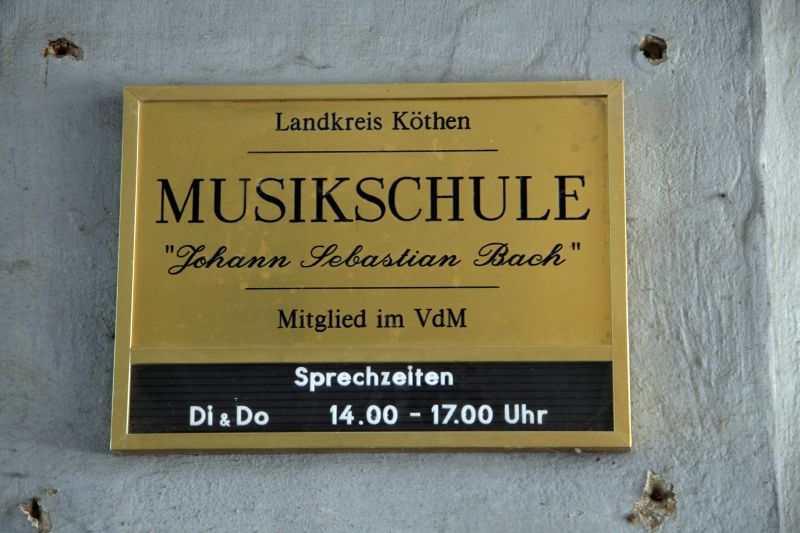 Landkreis Köthen
MUSIKSCHULE
"Johann Sebastian Bach"
Mitglied im VdM
Sprechzeiten
Di & Do 14.00 - 17.00 Uhr